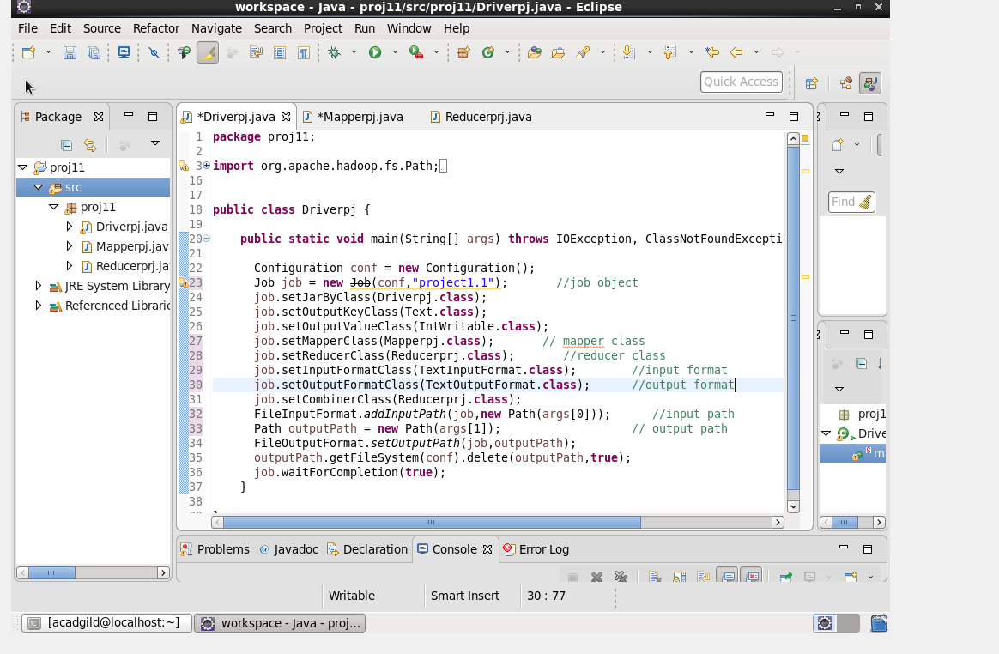 workspace - Java - proj11/src/proj11/Driverpj.java - Eclipse
File Edit Source Refactor Navigate Search Project Run Window Help
Quick Access
Package
*Driverpj.java *Mapperpj.java Reducerprj.java
proj11
src
proj11
Driverpj.java
Mapperpj.jav
Reducerprj.ja
JRE System Library
Referenced Librarie
1 package proj11;
2
3 import org.apache.hadoop.fs.Path;
16
17
18 public class Driverpj {
19
20 public static void main(String[] args) throws IOException, ClassNotFoundExceptio
21
22 Configuration conf = new Configuration();
23 Job job = new Job(conf,"project1.1"); //job object
24 job.setJarByClass(Driverpj.class);
25 job.setOutputKeyClass(Text.class);
26 job.setOutputValueClass(IntWritable.class);
27 job.setMapperClass(Mapperpj.class); // mapper class
28 job.setReducerClass(Reducerprj.class); //reducer class
29 job.setInputFormatClass(TextInputFormat.class); //input format
30 job.setOutputFormatClass(TextOutputFormat.class); //output format
31 job.setCombinerClass(Reducerprj.class);
32 FileInputFormat.addInputPath(job,new Path(args[0])); //input path
33 Path outputPath = new Path(args[1]); // output path
34 FileOutputFormat.setOutputPath(job,outputPath);
35 outputPath.getFileSystem(conf).delete(outputPath,true);
36 job.waitForCompletion(true);
37 }
38
Find
proj1
Drive
m
Problems @ Javadoc Declaration Console Error Log
Writable Smart Insert 30 : 77
[acadgild@localhost:~] workspace - Java - proj...